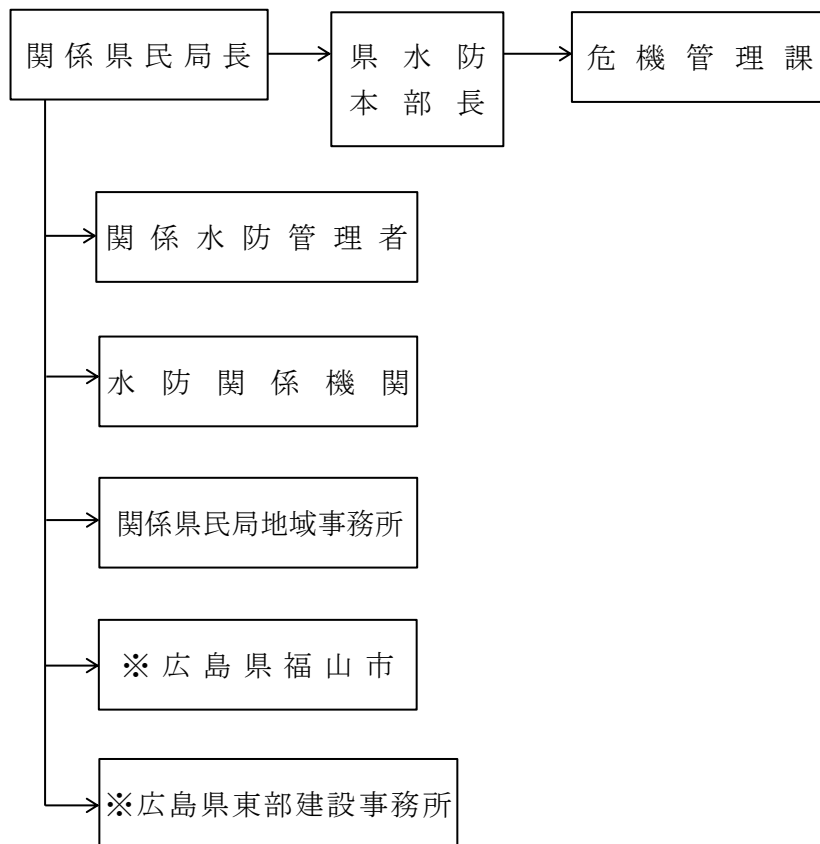 関係県民局長
県水防
本部長
危機管理課
関係水防管理者
水防関係機関
関係県民局地域事務所
※広島県福山市
※広島県東部建設事務所